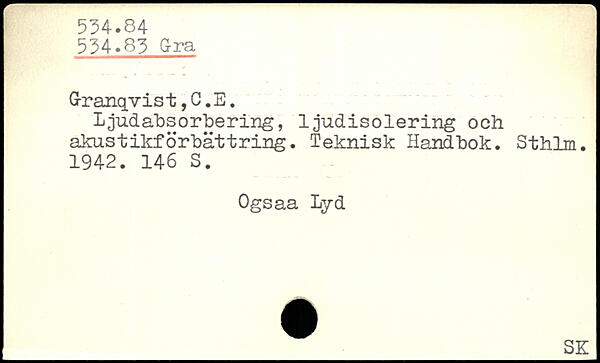 534.84
534.83 Gra
Granqvist,C.E.
Ljudabsorbering, ljudisolering och
akustikförbättring. Teknisk Handbok. Sthlm.
1942. 146 S.
Ogsaa Lyd
SK